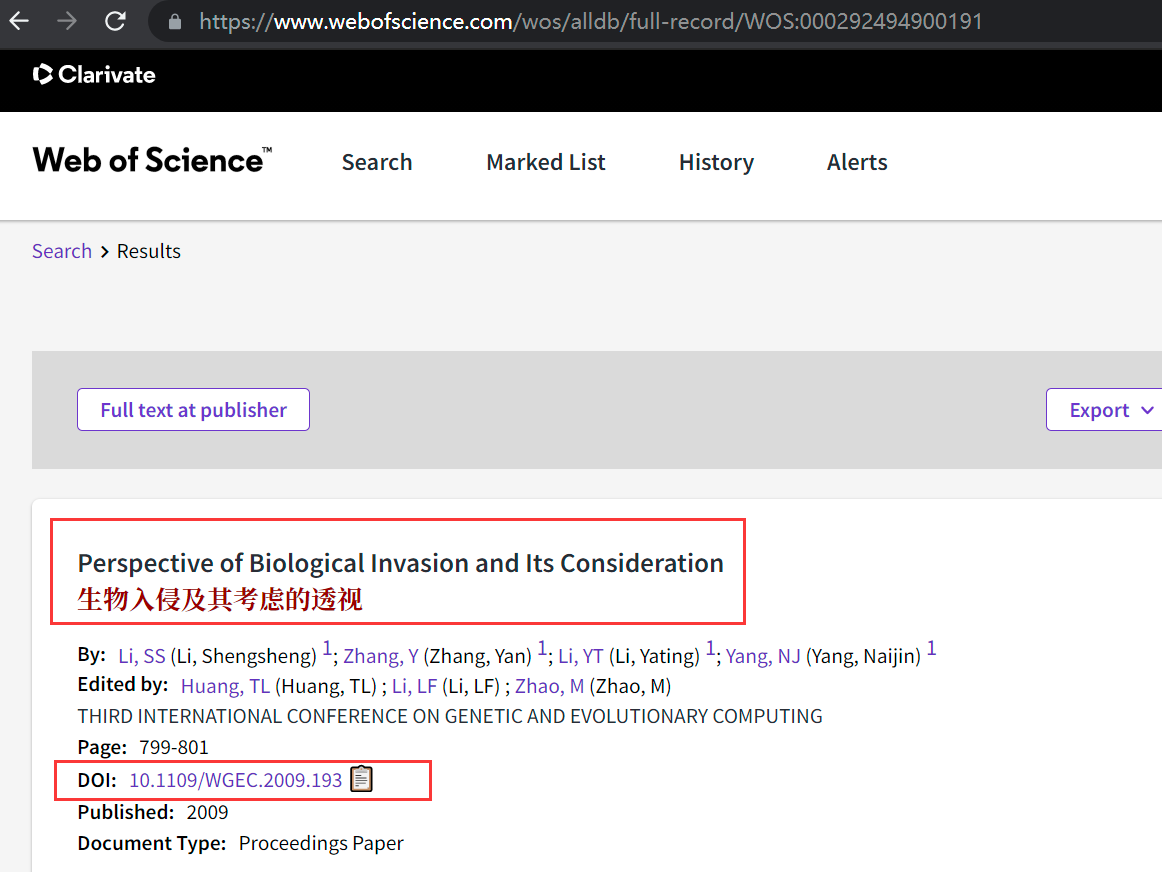 https://www.webofscience.com/wos/alldb/full-record/WOS:000292494900191
Clarivate
Web of Science™ Search Marked List History Alerts
Search > Results
Full text at publisher Export
Perspective of Biological Invasion and Its Consideration
生物入侵及其考虑的透视
By: Li, SS (Li, Shengsheng) 1; Zhang, Y (Zhang, Yan) 1; Li, YT (Li, Yating) 1; Yang, NJ (Yang, Naijin) 1
Edited by: Huang, TL (Huang, TL) ; Li, LF (Li, LF) ; Zhao, M (Zhao, M)
THIRD INTERNATIONAL CONFERENCE ON GENETIC AND EVOLUTIONARY COMPUTING
Page: 799-801
DOI: 10.1109/WGEC.2009.193
Published: 2009
Document Type: Proceedings Paper